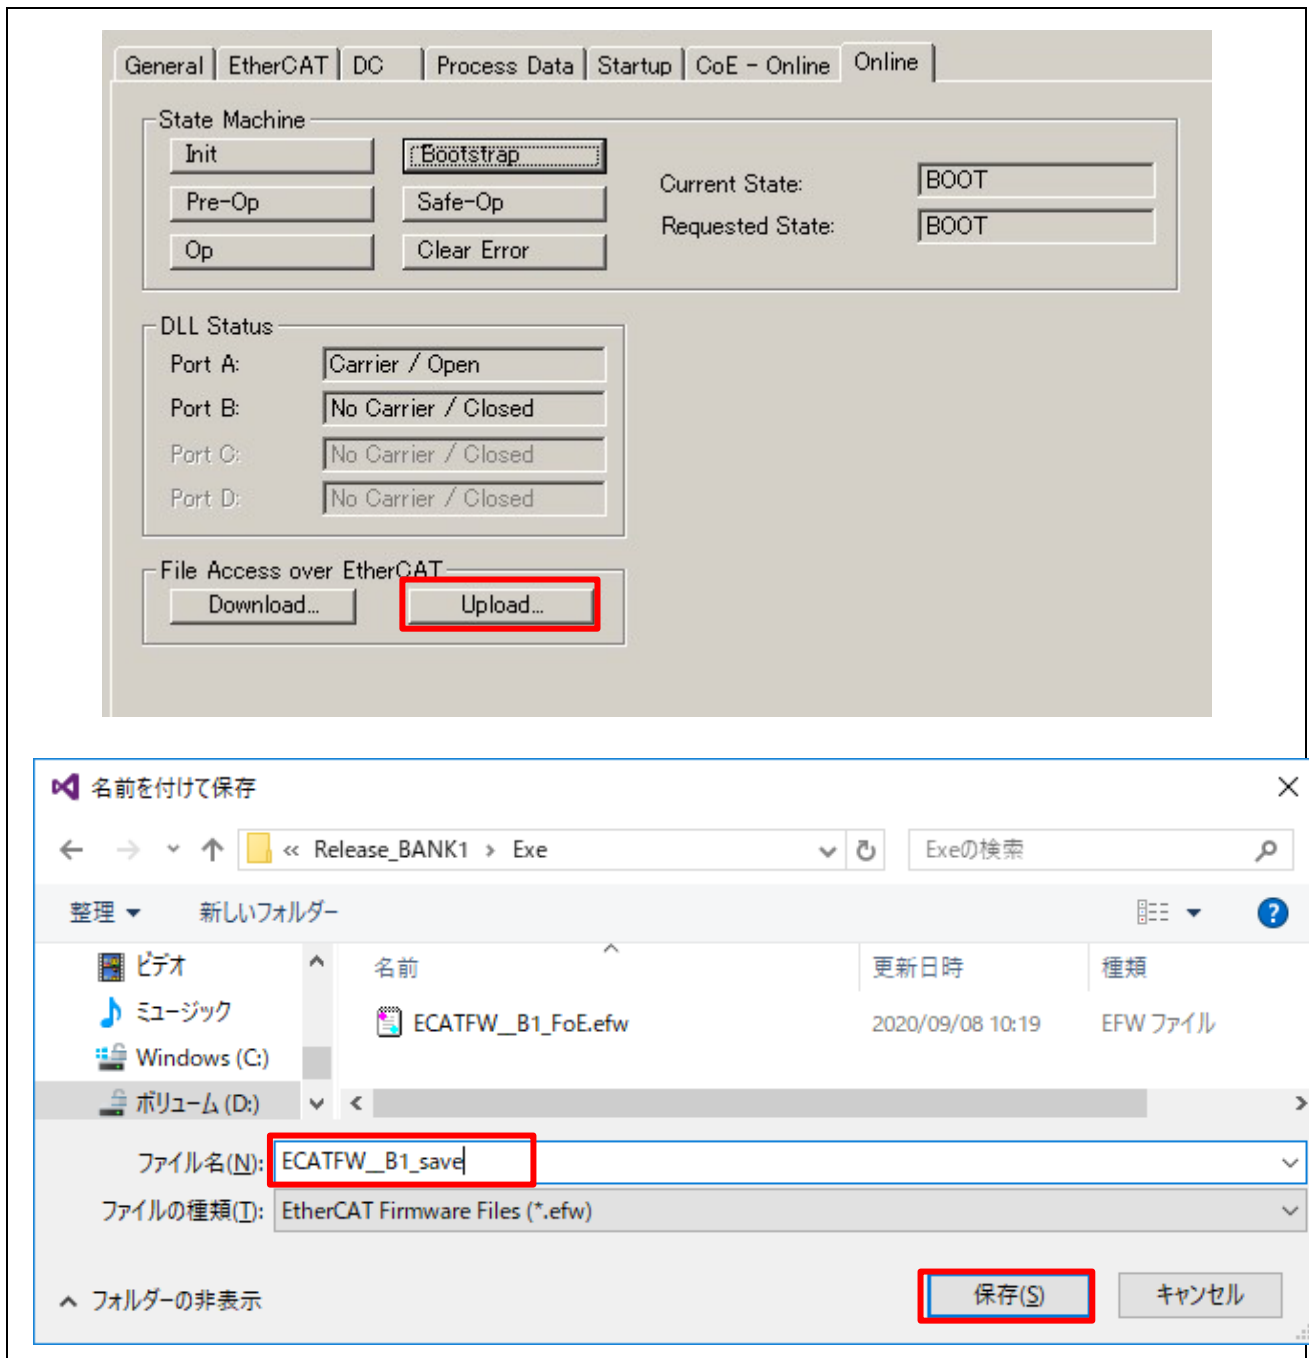 General EtherCAT DC Process Data Startup CoE - Online Online
State Machine
Init Bootstrap
Pre-Op Safe-Op
Op Clear Error
Current State: BOOT
Requested State: BOOT
DLL Status
Port A: Carrier / Open
Port B: No Carrier / Closed
Port C: No Carrier / Closed
Port D: No Carrier / Closed
File Access over EtherCAT
Download... Upload...
名前を付けて保存
« Release_BANK1 › Exe Exeの検索
整理 新しいフォルダー
ビデオ
ミュージック
Windows (C:)
ボリューム (D:)
名前 更新日時 種類
ECATFW__B1_FoE.efw 2020/09/08 10:19 EFW ファイル
ファイル名(N): ECATFW__B1_save
ファイルの種類(T): EtherCAT Firmware Files (*.efw)
フォルダーの非表示 保存(S) キャンセル